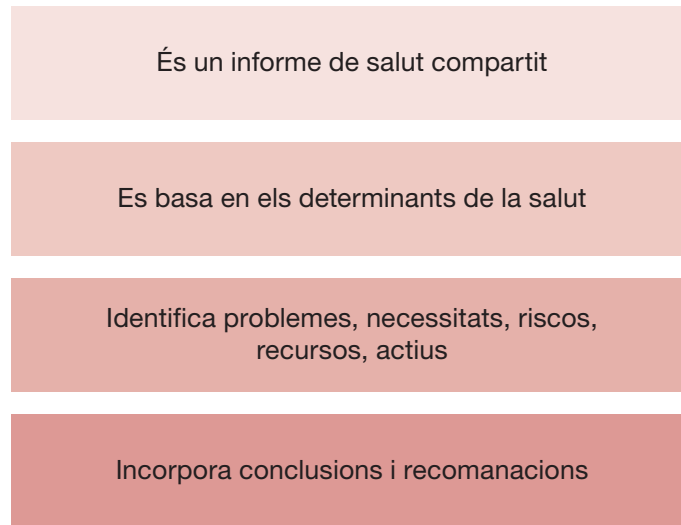 És un informe de salut compartit
Es basa en els determinants de la salut
Identifica problemes, necessitats, riscos,
recursos, actius
Incorpora conclusions i recomanacions